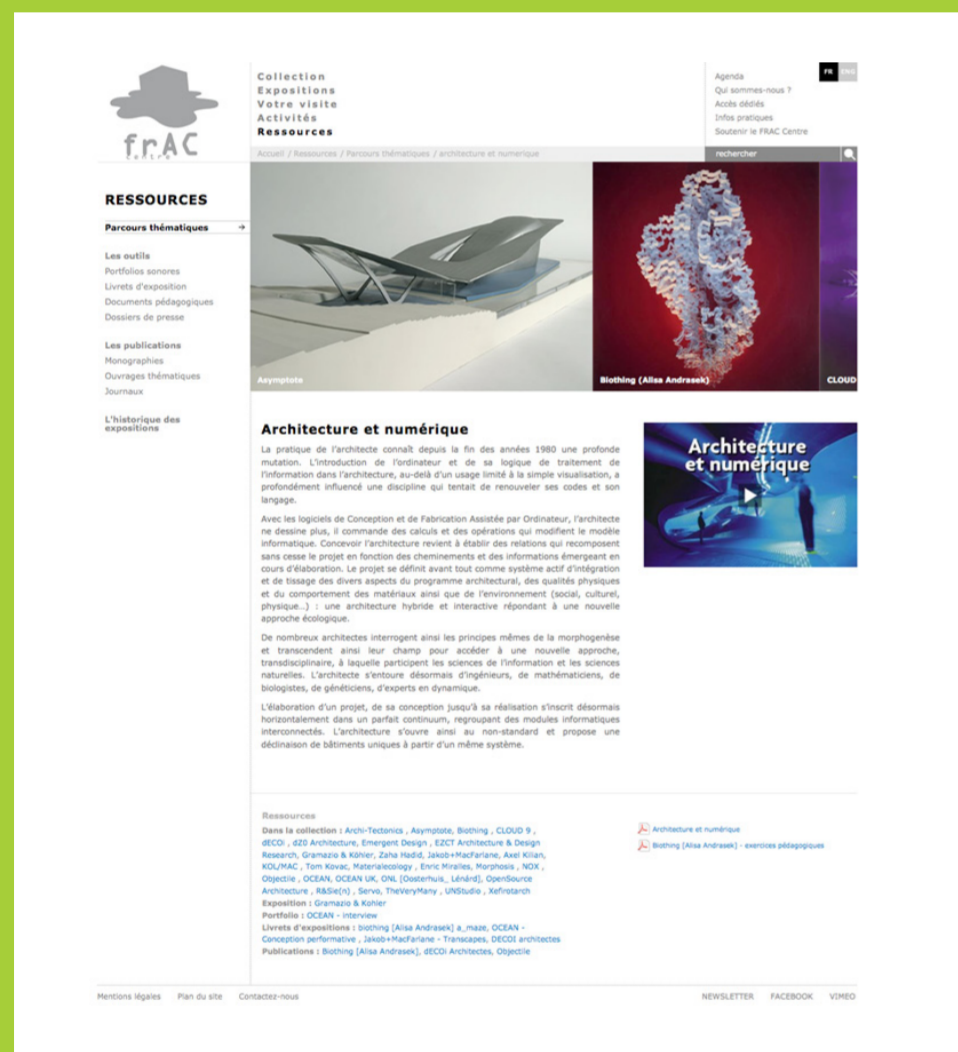 frAC
centre
Collection
Expositions
Votre visite
Activités
Ressources
Agenda
Qui sommes-nous ?
Accès dédiés
Infos pratiques
Soutenir le FRAC Centre
FR ENG
Accueil / Ressources / Parcours thématiques / architecture et numerique
rechercher
RESSOURCES
Parcours thématiques →
Les outils
Portfolios sonores
Livrets d'exposition
Documents pédagogiques
Dossiers de presse
Les publications
Monographies
Ouvrages thématiques
Journaux
L'historique des
expositions
Asymptote
Biothing (Alisa Andrasek)
CLOUD
Architecture et numérique
La pratique de l'architecte connaît depuis la fin des années 1980 une profonde
mutation. L'introduction de l'ordinateur et de sa logique de traitement de
l'information dans l'architecture, au-delà d'un usage limité à la simple visualisation, a
profondément influencé une discipline qui tentait de renouveler ses codes et son
langage.
Avec les logiciels de Conception et de Fabrication Assistée par Ordinateur, l'architecte
ne dessine plus, il commande des calculs et des opérations qui modifient le modèle
informatique. Concevoir l'architecture revient à établir des relations qui recomposent
sans cesse le projet en fonction des cheminements et des informations émergeant en
cours d'élaboration. Le projet se définit avant tout comme système actif d'intégration
et de tissage des divers aspects du programme architectural, des qualités physiques
et du comportement des matériaux ainsi que de l'environnement (social, culturel,
physique…) : une architecture hybride et interactive répondant à une nouvelle
approche écologique.
De nombreux architectes interrogent ainsi les principes mêmes de la morphogenèse
et transcendent ainsi leur champ pour accéder à une nouvelle approche,
transdisciplinaire, à laquelle participent les sciences de l'information et les sciences
naturelles. L'architecte s'entoure désormais d'ingénieurs, de mathématiciens, de
biologistes, de généticiens, d'experts en dynamique.
L'élaboration d'un projet, de sa conception jusqu'à sa réalisation s'inscrit désormais
horizontalement dans un parfait continuum, regroupant des modules informatiques
interconnectés. L'architecture s'ouvre ainsi au non-standard et propose une
déclinaison de bâtiments uniques à partir d'un même système.
Architecture
et numérique
Ressources
Dans la collection : Archi-Tectonics , Asymptote, Biothing , CLOUD 9 ,
dECOi , dZ0 Architecture, Emergent Design , EZCT Architecture & Design
Research, Gramazio & Köhler, Zaha Hadid, Jakob+MacFarlane, Axel Kilian,
KOL/MAC , Tom Kovac, Materialecology , Enric Miralles, Morphosis , NOX ,
Objectile , OCEAN, OCEAN UK, ONL [Oosterhuis_ Lénárd], OpenSource
Architecture , R&Sie(n) , Servo, TheVeryMany , UNStudio , Xefirotarch
Exposition : Gramazio & Kohler
Portfolio : OCEAN - interview
Livrets d'expositions : biothing [Alisa Andrasek] a_maze, OCEAN -
Conception performative , Jakob+MacFarlane - Transcapes, DECOI architectes
Publications : Biothing [Alisa Andrasek], dECOi Architectes, Objectile
Architecture et numérique
Biothing [Alisa Andrasek] - exercices pédagogiques
Mentions légales Plan du site Contactez-nous
NEWSLETTER FACEBOOK VIMEO